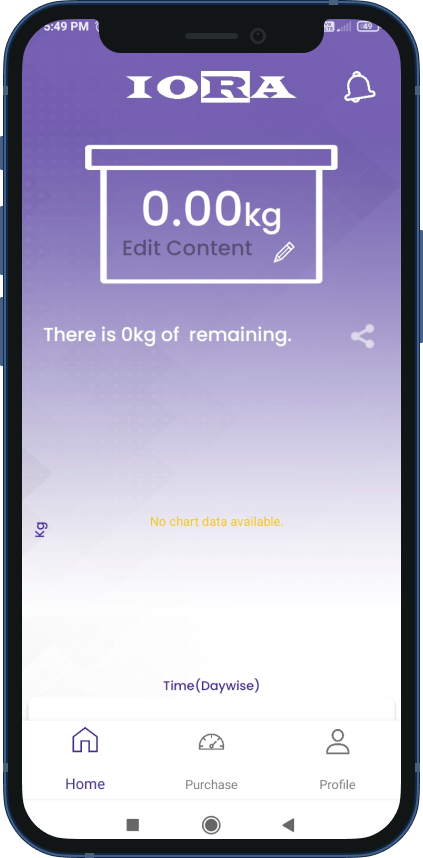 5:49 PM
49
IORA
0.00kg
Edit Content
There is 0kg of  remaining.
No chart data available.
Kg
Time(Daywise)
Home
Purchase
Profile